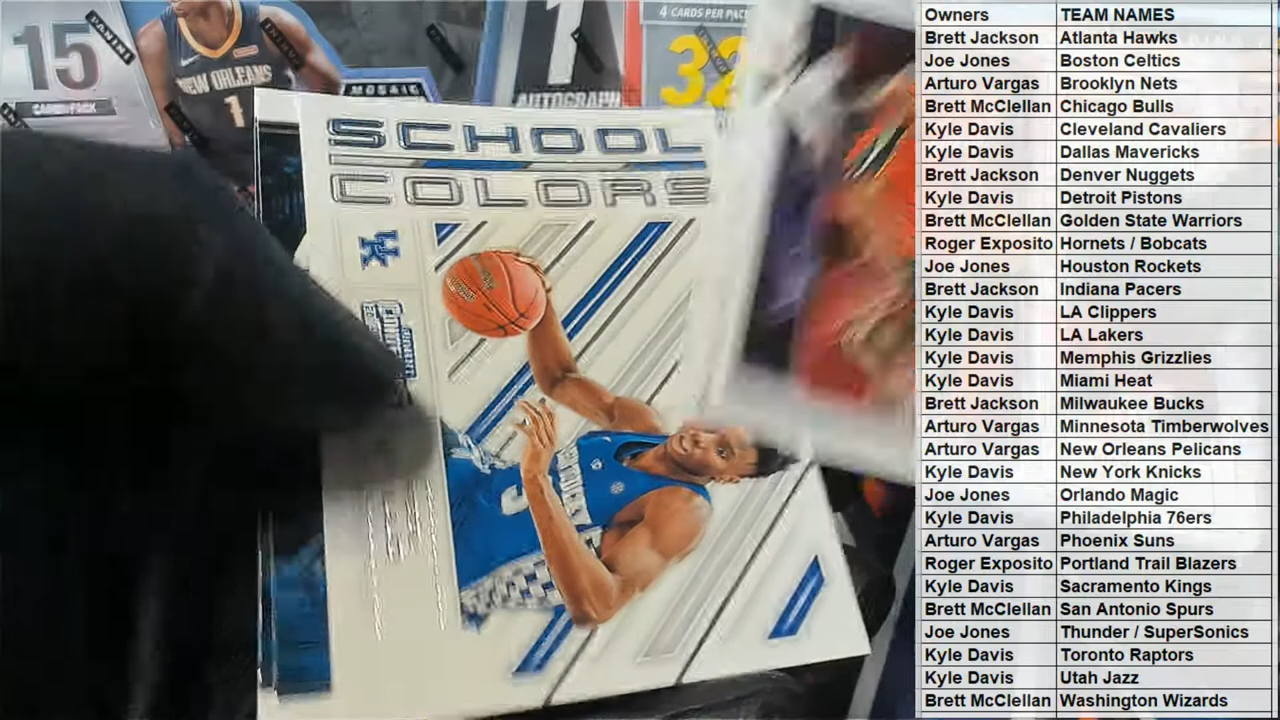 15
CARDS PER PACK
PANINI
NEW ORLEANS
1
MOSAIC
1
AUTOGRAPH
4 CARDS PER PACK
32
SCHOOL
COLORS
UK
PANINI
Owners TEAM NAMES
Brett Jackson Atlanta Hawks
Joe Jones Boston Celtics
Arturo Vargas Brooklyn Nets
Brett McClellan Chicago Bulls
Kyle Davis Cleveland Cavaliers
Kyle Davis Dallas Mavericks
Brett Jackson Denver Nuggets
Kyle Davis Detroit Pistons
Brett McClellan Golden State Warriors
Roger Exposito Hornets / Bobcats
Joe Jones Houston Rockets
Brett Jackson Indiana Pacers
Kyle Davis LA Clippers
Kyle Davis LA Lakers
Kyle Davis Memphis Grizzlies
Kyle Davis Miami Heat
Brett Jackson Milwaukee Bucks
Arturo Vargas Minnesota Timberwolves
Arturo Vargas New Orleans Pelicans
Kyle Davis New York Knicks
Joe Jones Orlando Magic
Kyle Davis Philadelphia 76ers
Arturo Vargas Phoenix Suns
Roger Exposito Portland Trail Blazers
Kyle Davis Sacramento Kings
Brett McClellan San Antonio Spurs
Joe Jones Thunder / SuperSonics
Kyle Davis Toronto Raptors
Kyle Davis Utah Jazz
Brett McClellan Washington Wizards